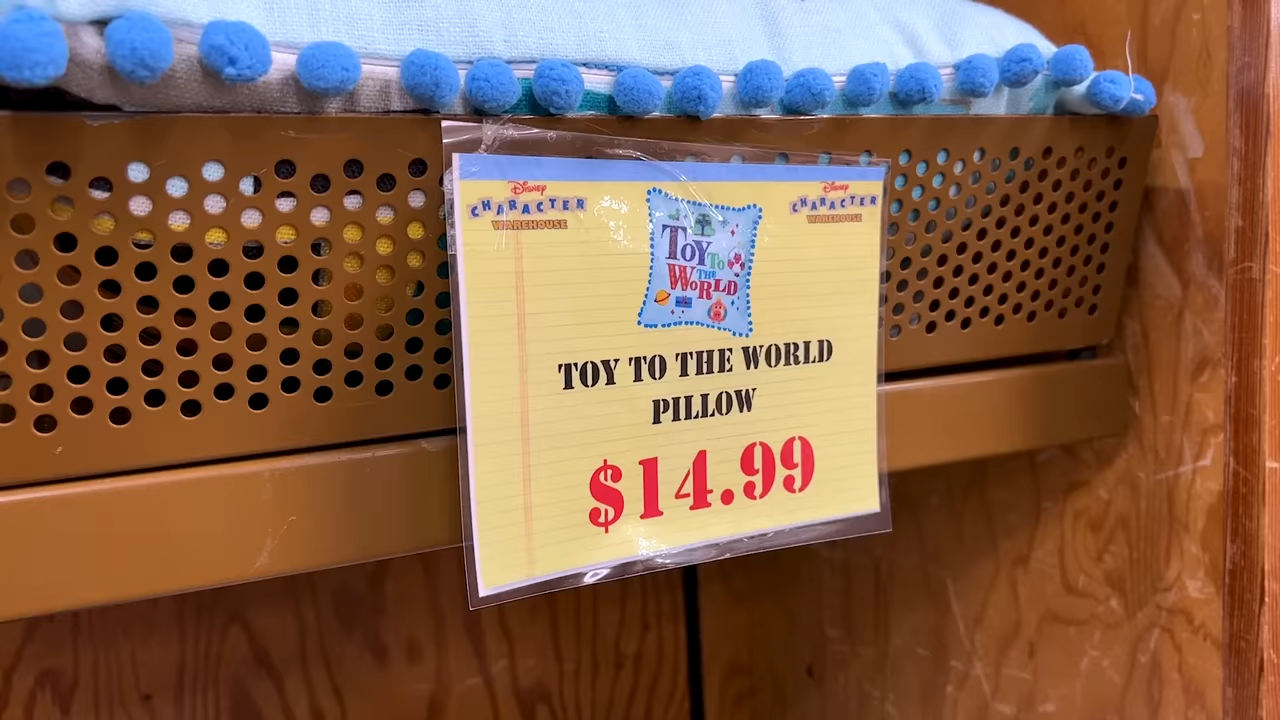 Disney
CHARACTER
WAREHOUSE
Disney
CHARACTER
WAREHOUSE
TOY TO
THE
WORLD
TOY TO THE WORLD
PILLOW
$14.99